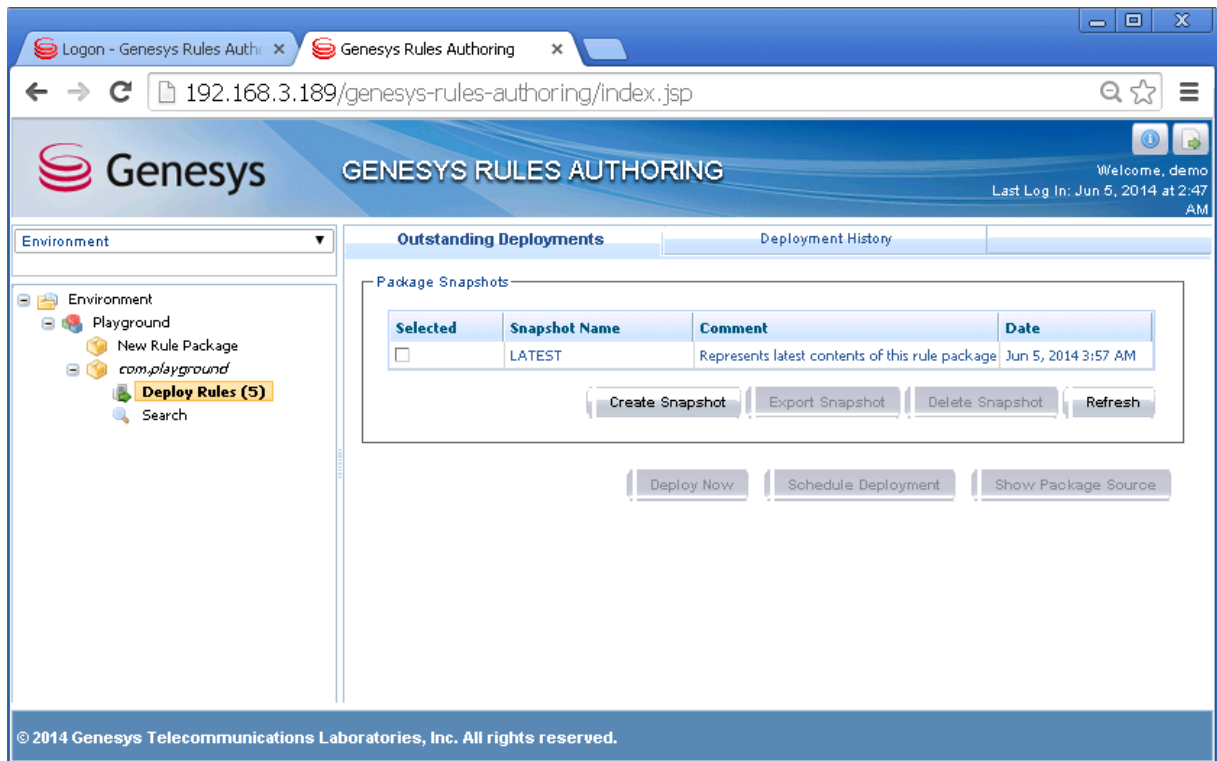 Logon - Genesys Rules Autho
Genesys Rules Authoring
192.168.3.189/genesys-rules-authoring/index.jsp
Genesys
GENESYS RULES AUTHORING
Welcome, demo
Last Log In: Jun 5, 2014 at 2:47
AM
Environment
Outstanding Deployments
Deployment History
Environment
Playground
New Rule Package
com.playground
Deploy Rules (5)
Search
Package Snapshots
Selected Snapshot Name Comment Date
LATEST Represents latest contents of this rule package Jun 5, 2014 3:57 AM
Create Snapshot Export Snapshot Delete Snapshot Refresh
Deploy Now Schedule Deployment Show Package Source
© 2014 Genesys Telecommunications Laboratories, Inc. All rights reserved.